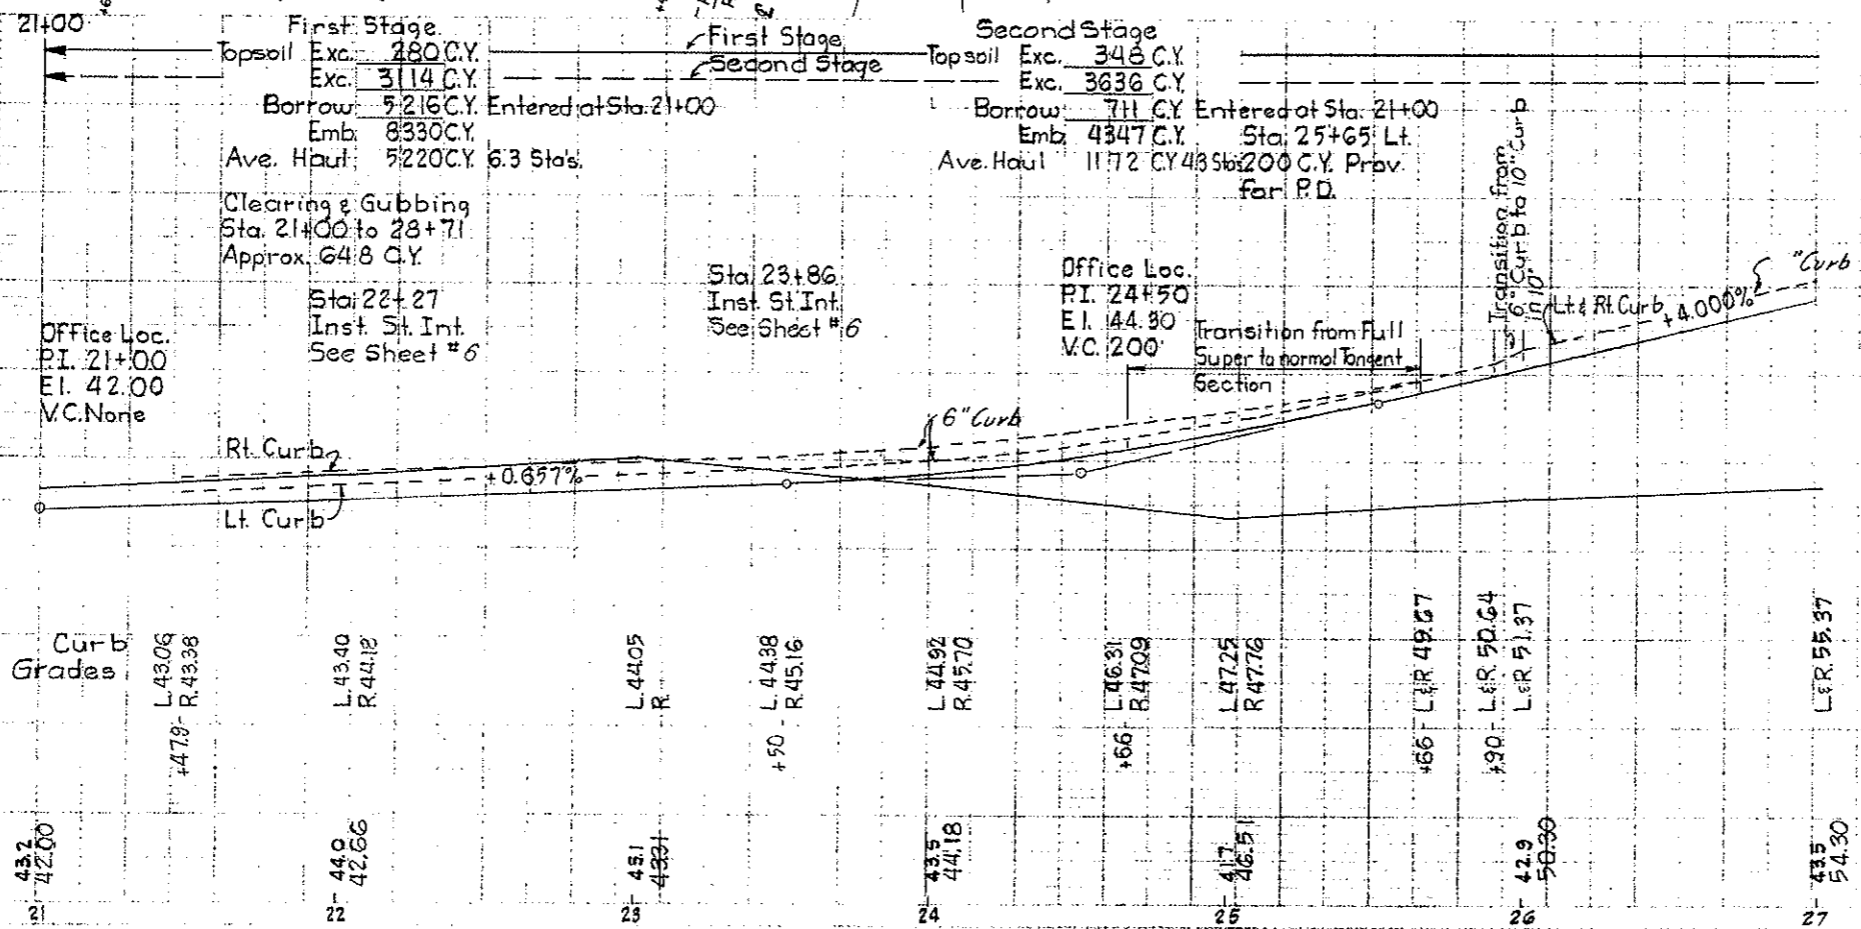 21+00
First Stage
Topsoil Exc. 280 C.Y.
Exc. 3114 C.Y.
Borrow 5216 C.Y. Entered at Sta. 21+00
Emb. 8330 C.Y.
Ave. Haul 5220 C.Y. 6.3 Sta's.
First Stage
Second Stage
Second Stage
Topsoil Exc. 348 C.Y.
Exc. 3636 C.Y.
Borrow 711 C.Y. Entered at Sta. 21+00
Emb. 4347 C.Y. Sta. 25+65 Lt.
Ave. Haul 1172 CY 4.3 Sta's 200 C.Y. Prov.
for P.D.
Clearing & Gubbing
Sta. 21+00 to 28+71
Approx. 648 C.Y.
Sta. 22+27
Inst. St. Int.
See Sheet #6
Sta. 23+86
Inst. St. Int.
See Sheet #6
Office Loc.
P.I. 21+00
El. 42.00
V.C. None
Office Loc.
P.I. 24+50
El. 44.30
V.C. 200'
Transition from Full
Super to normal Tangent
Section
Transition from
6" Curb to 10" Curb
in 10'
Lt. & Rt. Curb
+4.000%
"Curb
6" Curb
Rt. Curb
+0.657%
Lt. Curb
Curb
Grades
+47.9 - L. 43.06
R. 43.38
L. 43.40
R. 44.18
L. 44.05
R.
+50 - L. 44.38
R. 45.16
L. 44.92
R. 45.70
+66 - L. 46.31
R. 47.09
L. 47.25
R. 47.76
+66 - L&R 49.67
+90 - L&R. 50.64
L&R 51.37
L&R. 55.37
43.2
42.00
44.0
42.66
45.1
43.31
43.5
44.18
41.7
46.51
42.9
50.30
43.5
54.30
21
22
23
24
25
26
27